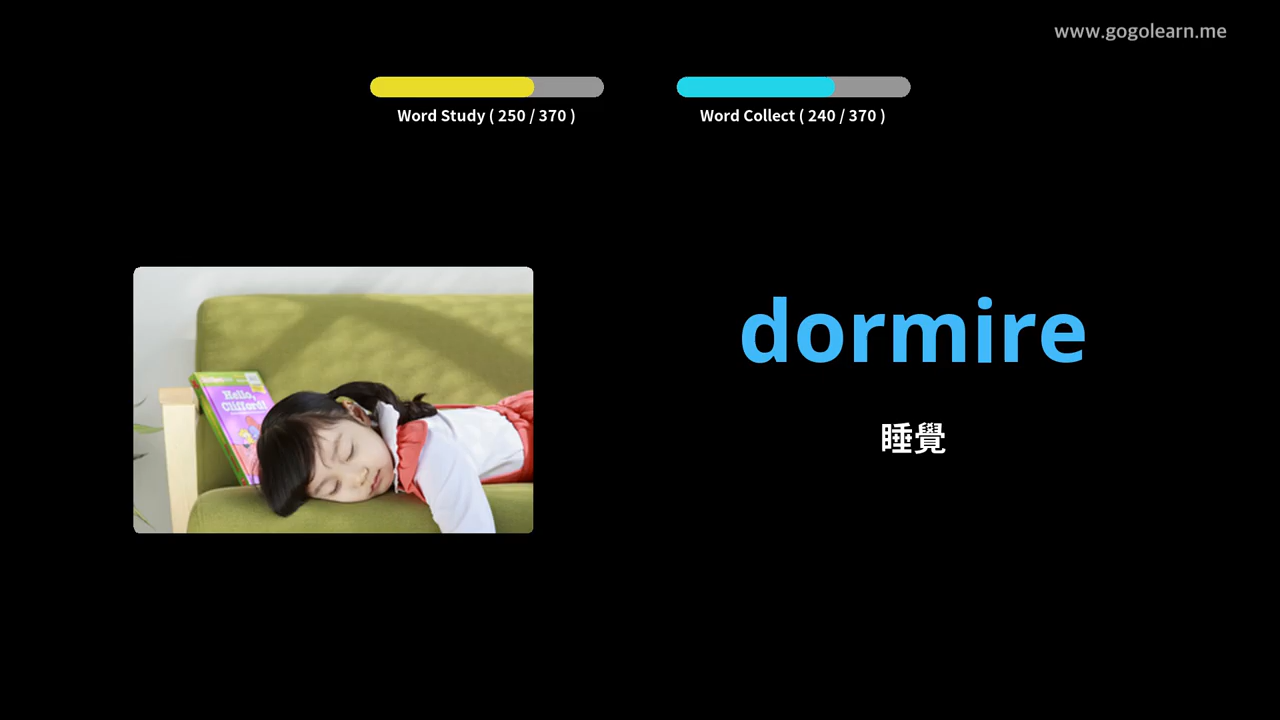 www.gogolearn.me
Word Study ( 250 / 370 )
Word Collect ( 240 / 370 )
Hello,
Clifford!
dormire
睡覺